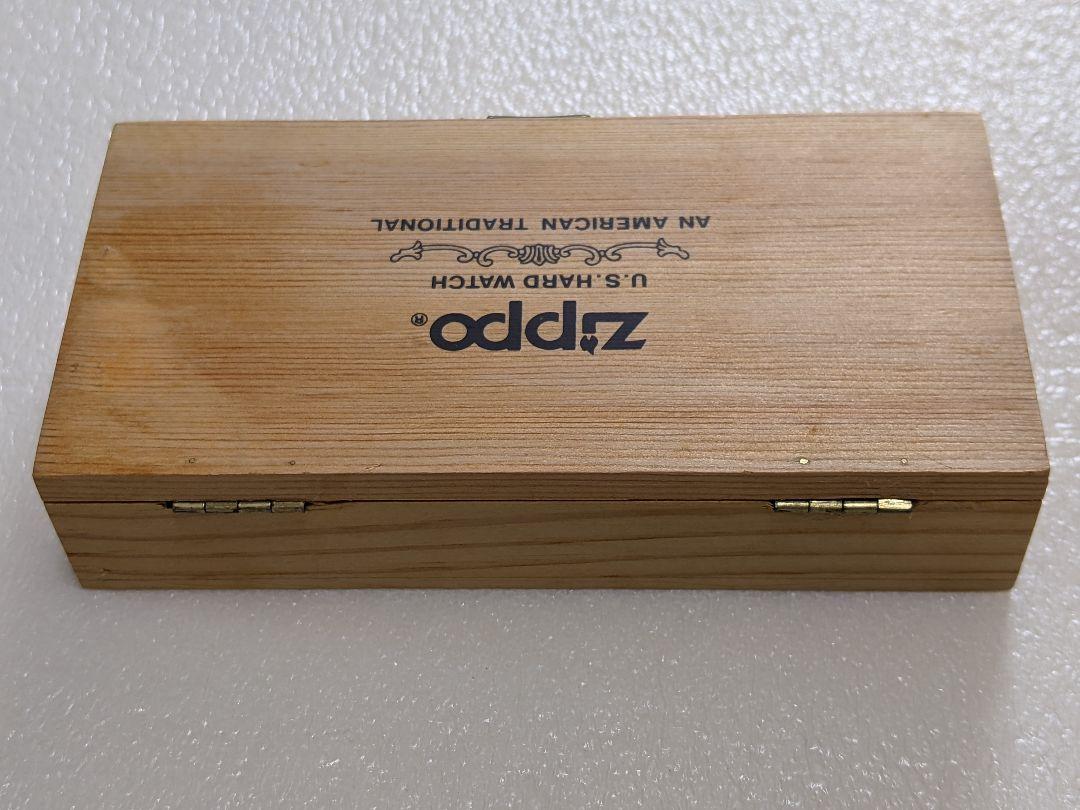 zippo®
U.S. HARD WATCH
AN AMERICAN TRADITIONAL